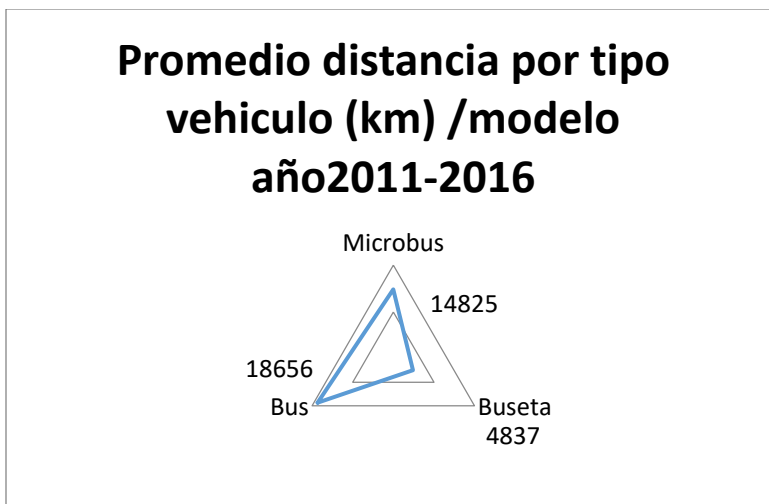 Promedio distancia por tipo
vehiculo (km) /modelo
año2011-2016
Microbus
14825
18656
Bus
Buseta
4837